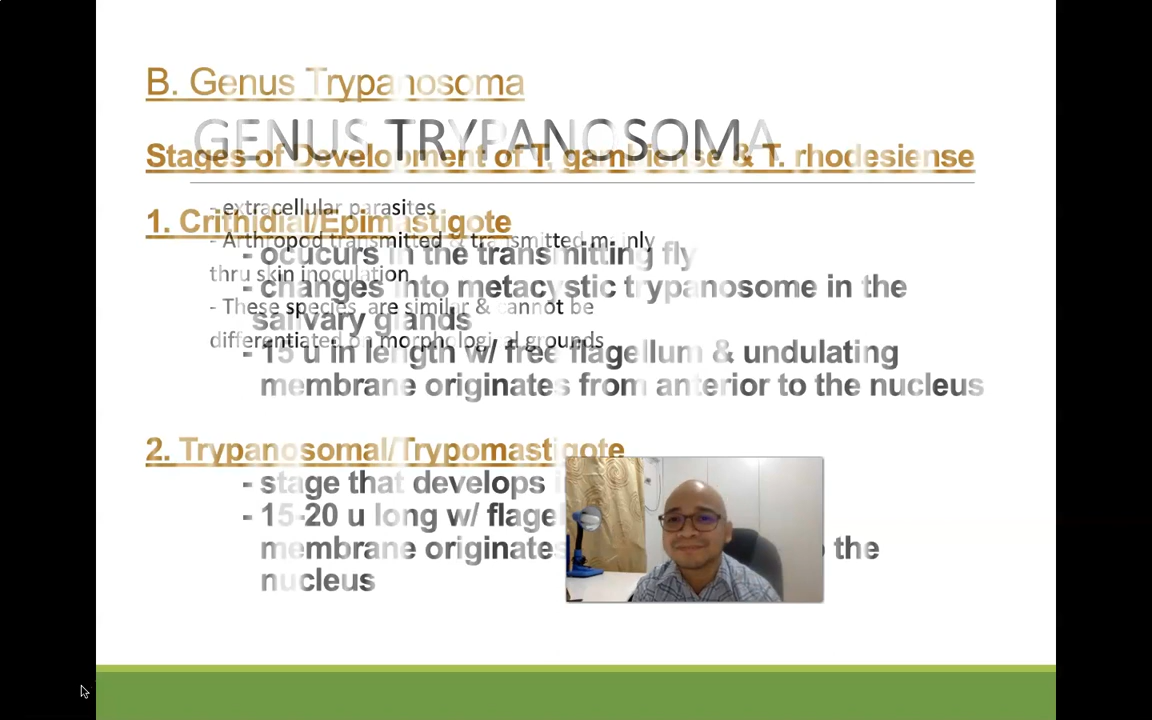 B. Genus Trypanosoma
GENUS TRYPANOSOMA
Stages of Development of T. gambiense & T. rhodesiense
- extracellular parasites
1. Crithidial/Epimastigote
- Arthropod transmitted & transmitted mainly
- ocucurs in the transmitting fly
thru skin inoculation
- changes into metacystic trypanosome in the
- These species are similar & cannot be
salivary glands
differentiated on morphological grounds
- 15 u in length w/ free flagellum & undulating
membrane originates from anterior to the nucleus
2. Trypanosomal/Trypomastigote
- stage that develops
- 15-20 u long w/
membrane originates the
nucleus